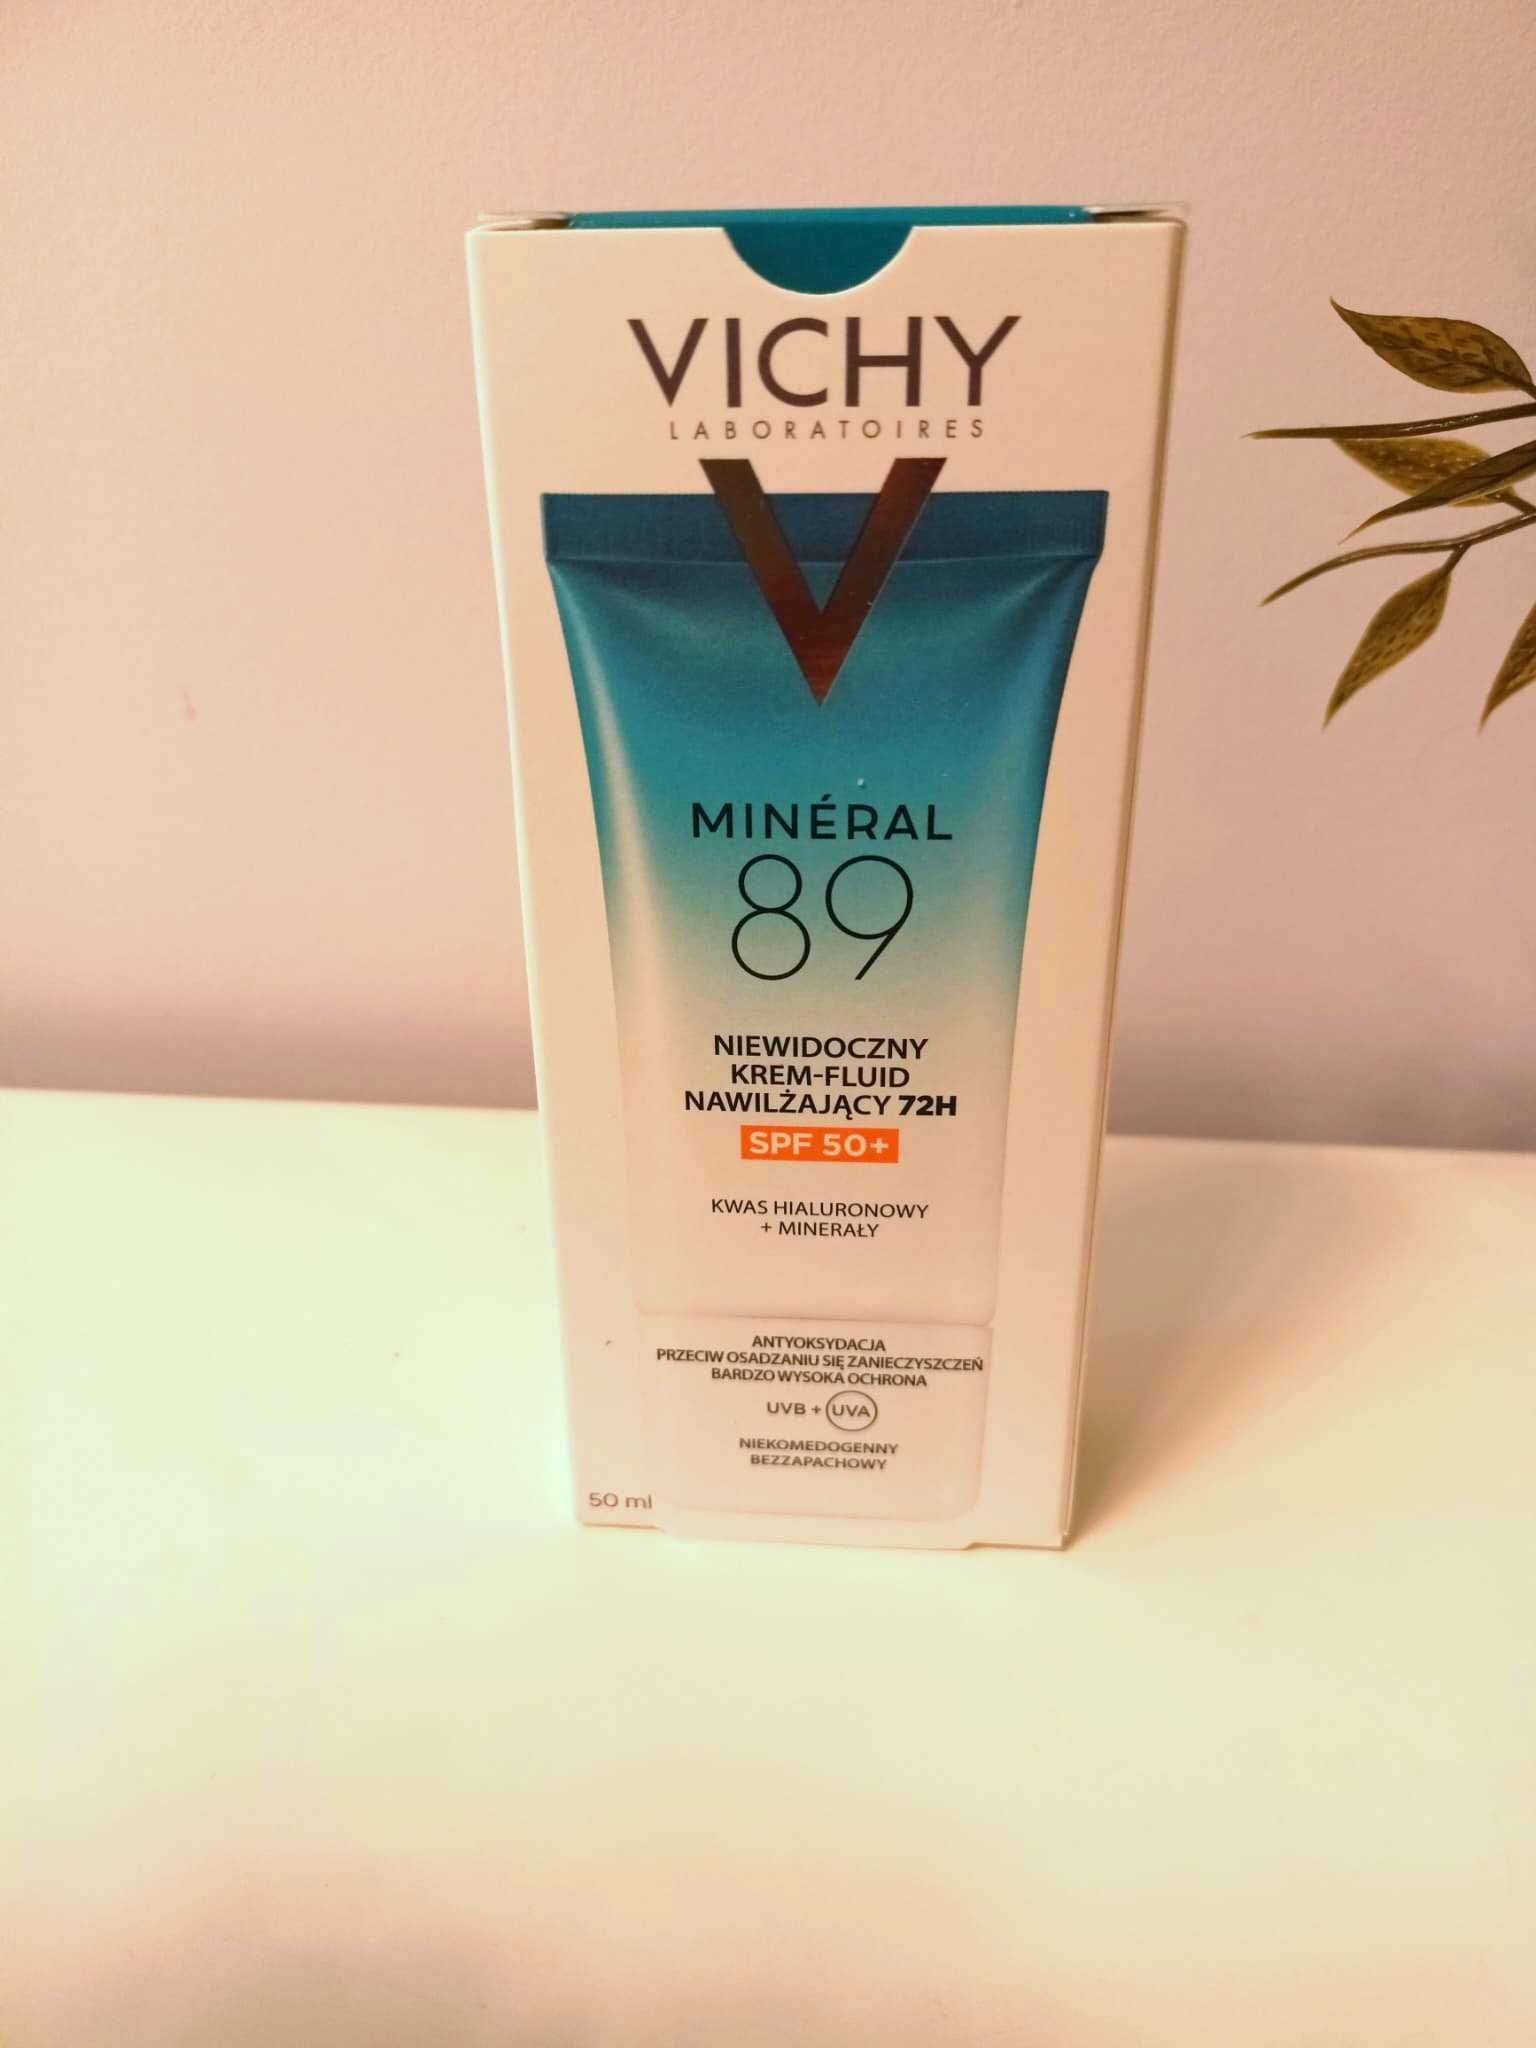 VICHY
LABORATOIRES
MINÉRAL
89
NIEWIDOCZNY
KREM-FLUID
NAWILŻAJĄCY 72H
SPF 50+
KWAS HIALURONOWY
+ MINERAŁY
ANTYOKSYDACJA
PRZECIW OSADZANIU SIĘ ZANIECZYSZCZEŃ
BARDZO WYSOKA OCHRONA
UVB + UVA
NIEKOMEDOGENNY
BEZZAPACHOWY
50 ml